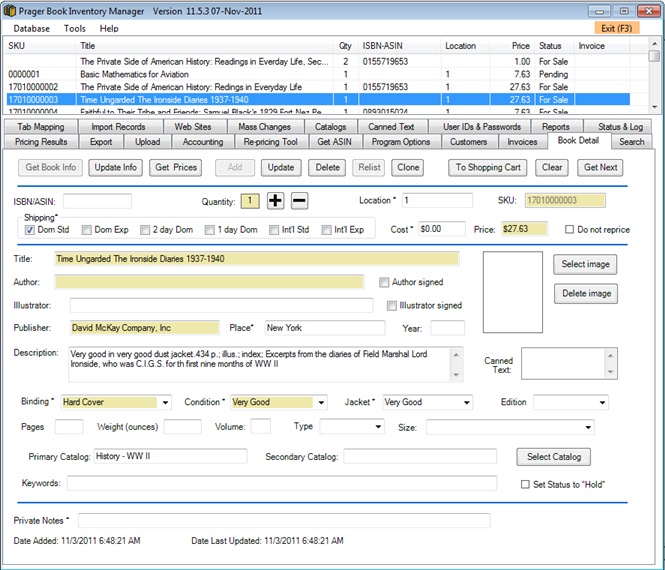 Prager Book Inventory Manager Version 11.5.3 07-Nov-2011
Database Tools Help Exit (F3)
SKU Title Qty ISBN-ASIN Location Price Status Invoice
The Private Side of American History: Readings in Everday Life, Sec... 2 0155719653 1.00 For Sale
0000001 Basic Mathematics for Aviation 1 1 7.63 Pending
17010000002 The Private Side of American History: Redings in Everyday Life 1 01557719653 1 27.63 For Sale
17010000003 Time Ungarded The Ironside Diaries 1937-1940 1 1 27.63 For Sale
17010000004 Faithful to Their Tribe and Friends: Samuel Black's 1829 Fort Nez Pe 1 0893015024 1 7.63 For Sale
Tab Mapping Import Records Web Sites Mass Changes Catalogs Canned Text User IDs & Passwords Reports Status & Log
Pricing Results Export Upload Accounting Re-pricing Tool Get ASIN Program Options Customers Invoices Book Detail Search
Get Book Info Update Info Get Prices Add Update Delete Relist Clone To Shopping Cart Clear Get Next
ISBN/ASIN: Quantity: 1 Location * 1 SKU: 17010000003
Shipping*
Dom Std Dom Exp 2 day Dom 1 day Dom Int'l Std Int'l Exp Cost * $0.00 Price: $27.63 Do not reprice
Title: Time Ungarded The Ironside Diaries 1937-1940 Select image
Author: Author signed
Delete image
Illustrator: Illustrator signed
Publisher: David McKay Company, Inc Place* New York Year:
Description: Very good in very good dust jacket.434 p.; illus.; index; Excerpts from the diaries of Field Marshal Lord
Ironside, who was C.I.G.S. for th first nine months of WW II
Canned
Text:
Binding * Hard Cover Condition * Very Good Jacket * Very Good Edition
Pages Weight (ounces) Volume: Type Size:
Primary Catalog: History - WW II Secondary Catalog: Select Catalog
Keywords: Set Status to "Hold"
Private Notes *
Date Added: 11/3/2011 6:48:21 AM Date Last Updated: 11/3/2011 6:48:21 AM